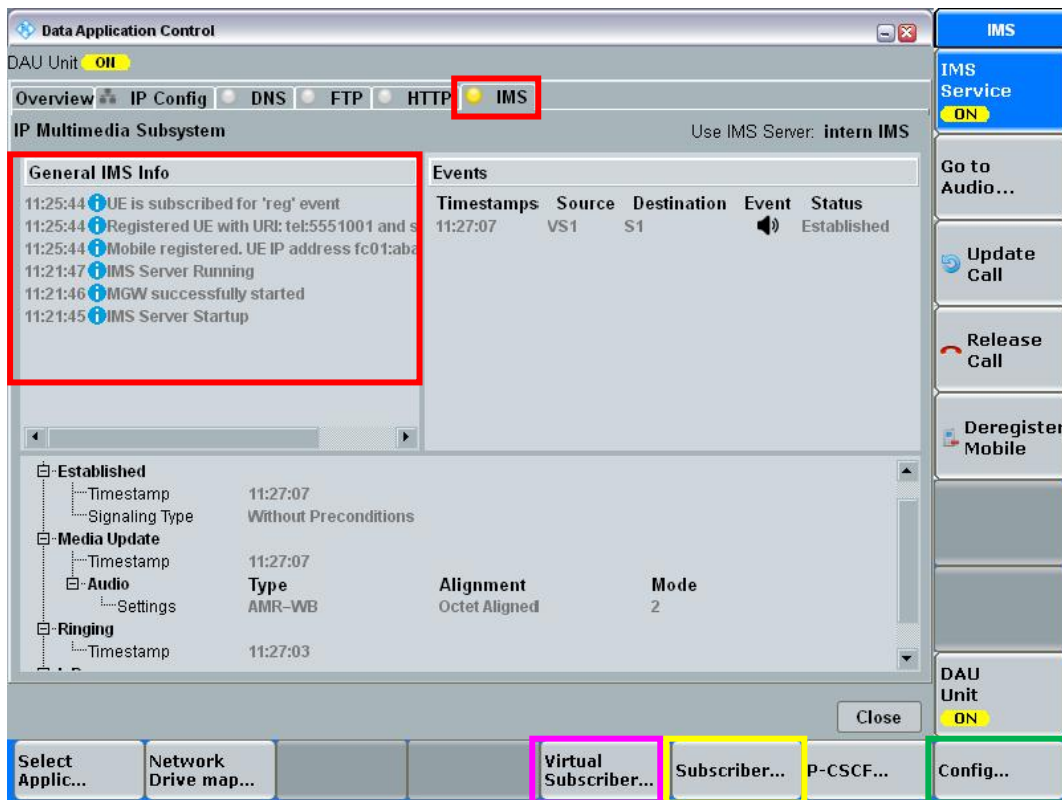 Data Application Control
DAU Unit ON
Overview IP Config DNS FTP HTTP IMS
IP Multimedia Subsystem Use IMS Server: intern IMS
General IMS Info
11:25:44 UE is subscribed for 'reg' event
11:25:44 Registered UE with URI: tel:5551001 and s
11:25:44 Mobile registered. UE IP address fc01:aba
11:21:47 IMS Server Running
11:21:46 MGW successfully started
11:21:45 IMS Server Startup
Events
Timestamps Source Destination Event Status
11:27:07 VS1 S1 Established
Established
Timestamp 11:27:07
Signaling Type Without Preconditions
Media Update
Timestamp 11:27:07
Audio Type Alignment Mode
Settings AMR-WB Octet Aligned 2
Ringing
Timestamp 11:27:03
Close
IMS
IMS
Service
ON
Go to
Audio...
Update
Call
Release
Call
Deregister
Mobile
DAU
Unit
ON
Select
Applic...
Network
Drive map...
Virtual
Subscriber...
Subscriber...
P-CSCF...
Config...